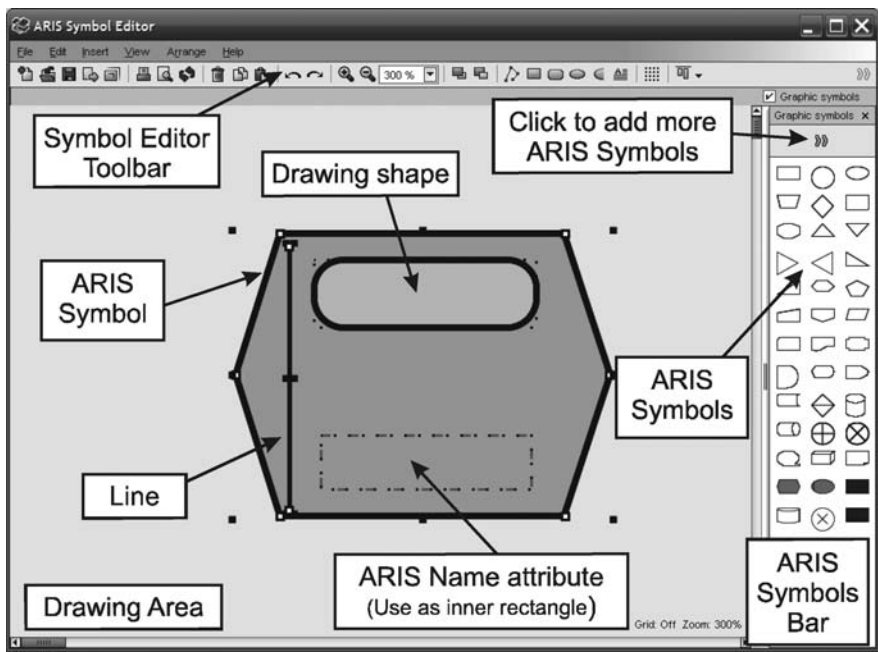 ARIS Symbol Editor
File Edit Insert View Arrange Help
300 %
Graphic symbols
Graphic symbols ×
Symbol Editor
Toolbar
Click to add more
ARIS Symbols
Drawing shape
ARIS
Symbol
ARIS
Symbols
Line
ARIS Name attribute
(Use as inner rectangle)
Drawing Area
Grid: Off Zoom: 300%
ARIS
Symbols
Bar